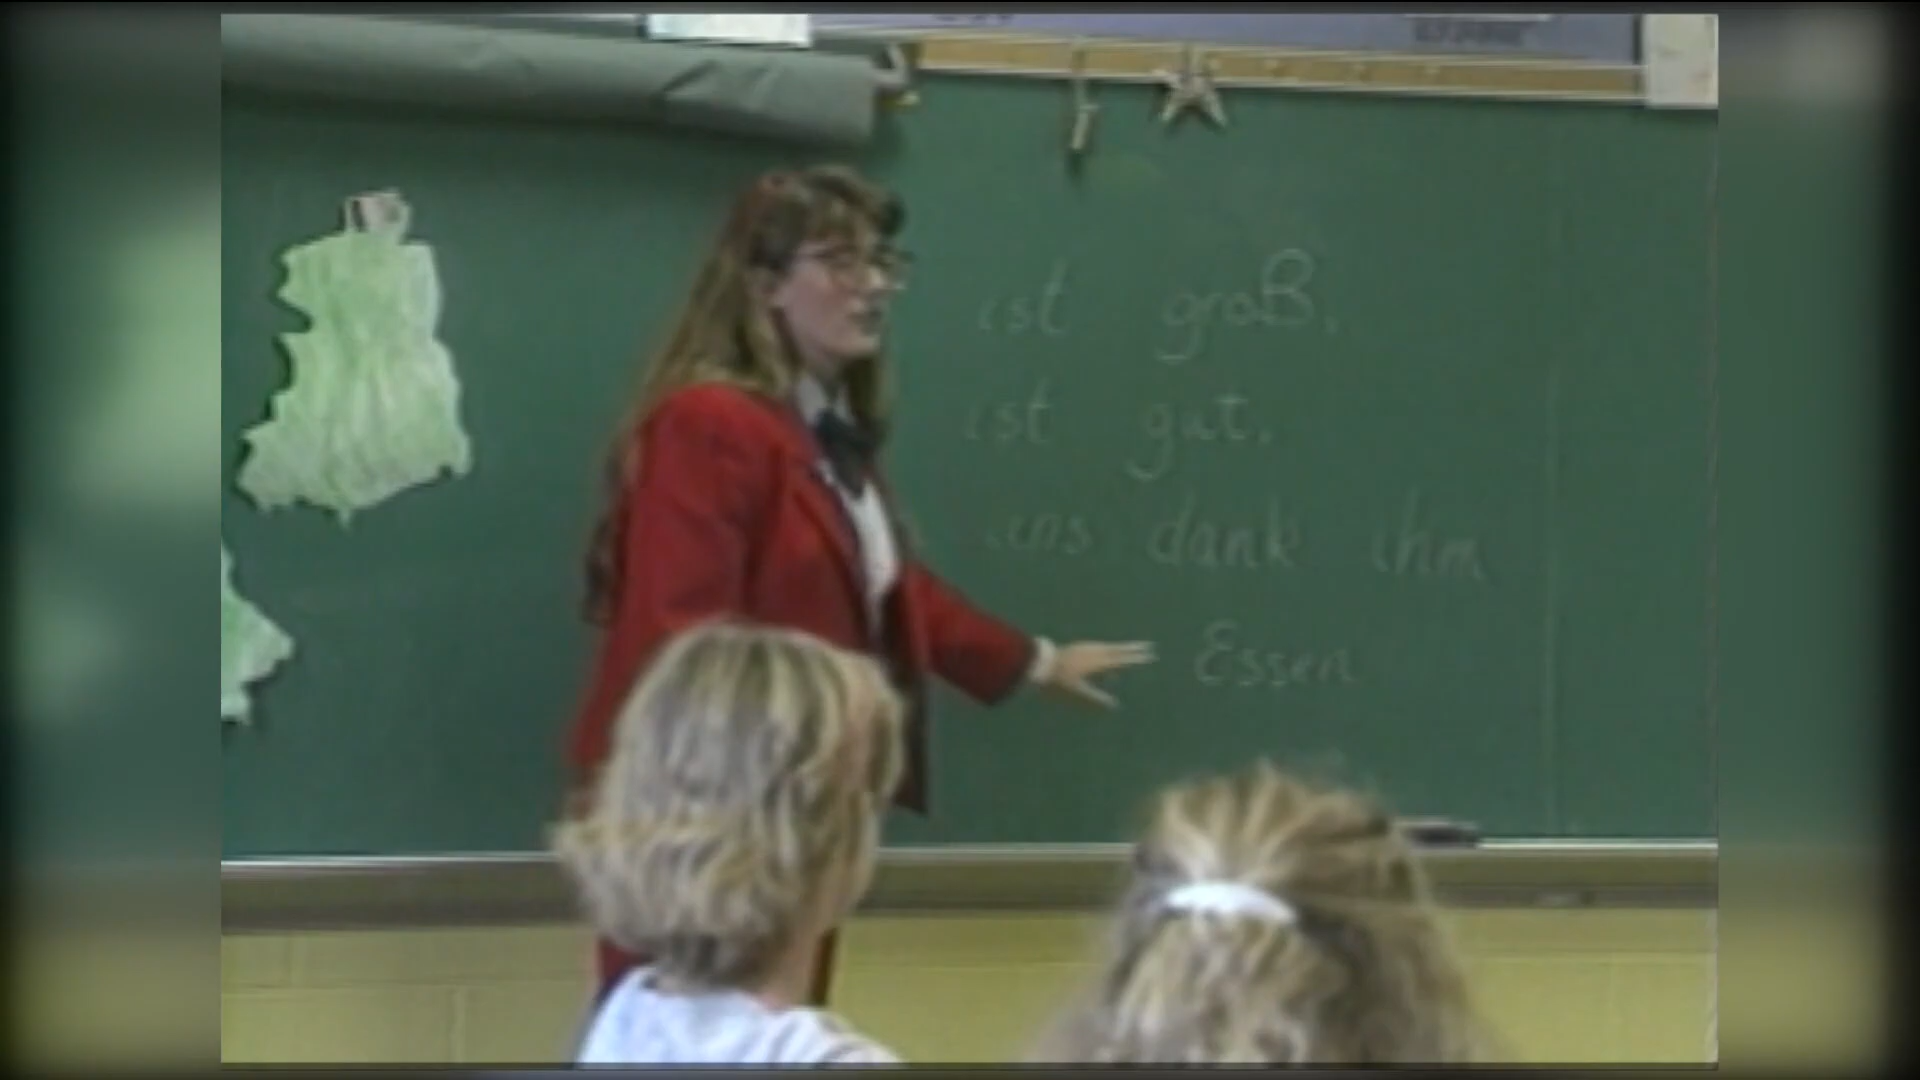 ist groß.
ist gut.
uns dank ihm
Essen